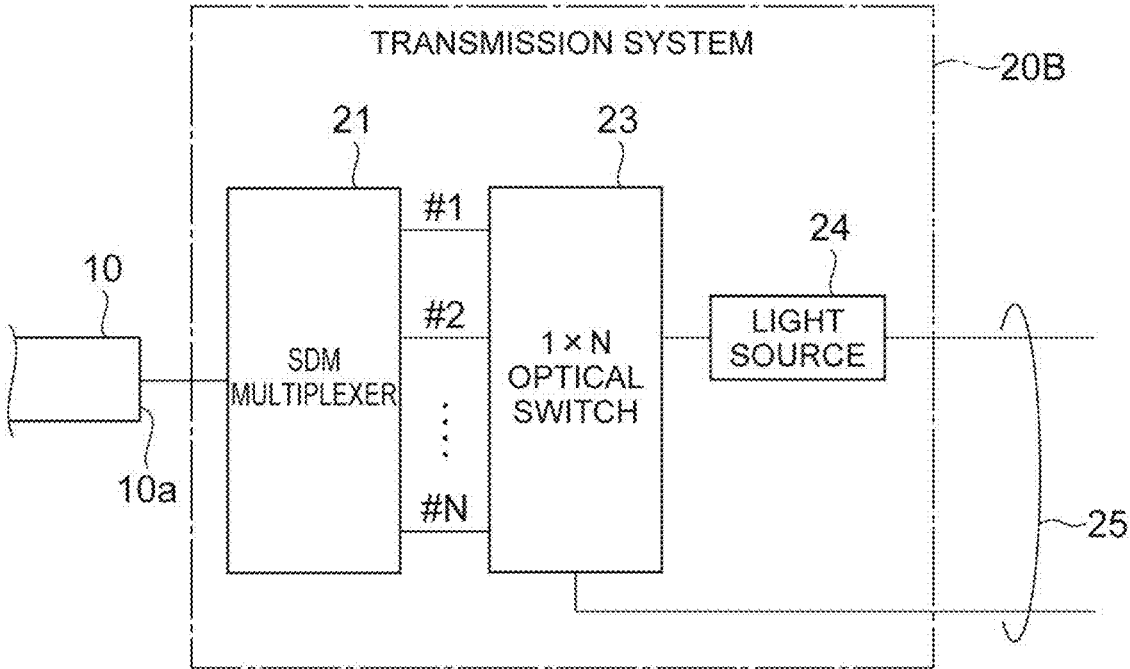 TRANSMISSION SYSTEM
20B
21
23
#1
24
10
#2
LIGHT
SOURCE
1×N
OPTICAL
SWITCH
SDM
MULTIPLEXER
10a
#N
25